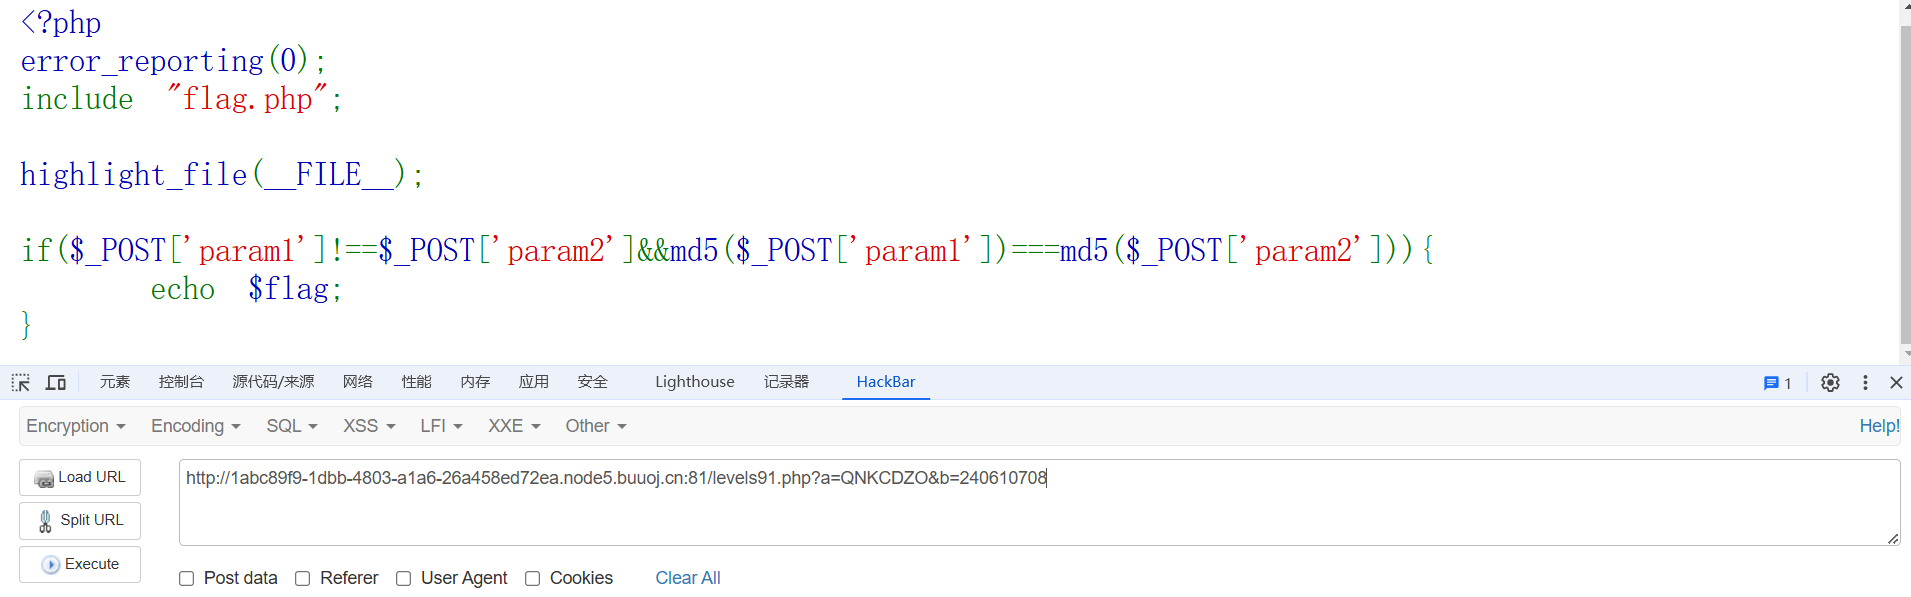 <?php
error_reporting(0);
include "flag.php";
highlight_file(__FILE__);
if($_POST['param1']!==$_POST['param2']&&md5($_POST['param1'])===md5($_POST['param2'])){
echo $flag;
}
元素 控制台 源代码/来源 网络 性能 内存 应用 安全 Lighthouse 记录器 HackBar 1
Encryption Encoding SQL XSS LFI XXE Other Help!
Load URL http://1abc89f9-1dbb-4803-a1a6-26a458ed72ea.node5.buuoj.cn:81/levels91.php?a=QNKCDZO&b=240610708
Split URL
Execute
Post data Referer User Agent Cookies Clear All